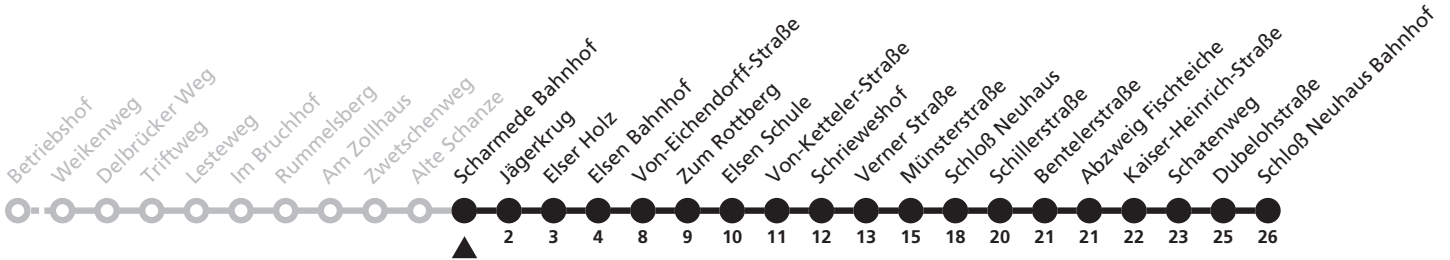 Betriebshof
Weikenweg
Delbrücker Weg
Triftweg
Lesteweg
Im Bruchhof
Rummelsberg
Am Zollhaus
Zwetschenweg
Alte Schanze
Scharmede Bahnhof
Jägerkrug
Elser Holz
Elsen Bahnhof
Von-Eichendorff-Straße
Zum Rottberg
Elsen Schule
Von-Ketteler-Straße
Schrieweshof
Verner Straße
Münsterstraße
Schloß Neuhaus
Schillerstraße
Bentelerstraße
Abzweig Fischteiche
Kaiser-Heinrich-Straße
Schatenweg
Dubelohstraße
Schloß Neuhaus Bahnhof
2 3 4 8 9 10 11 12 13 15 18 20 21 21 22 23 25 26